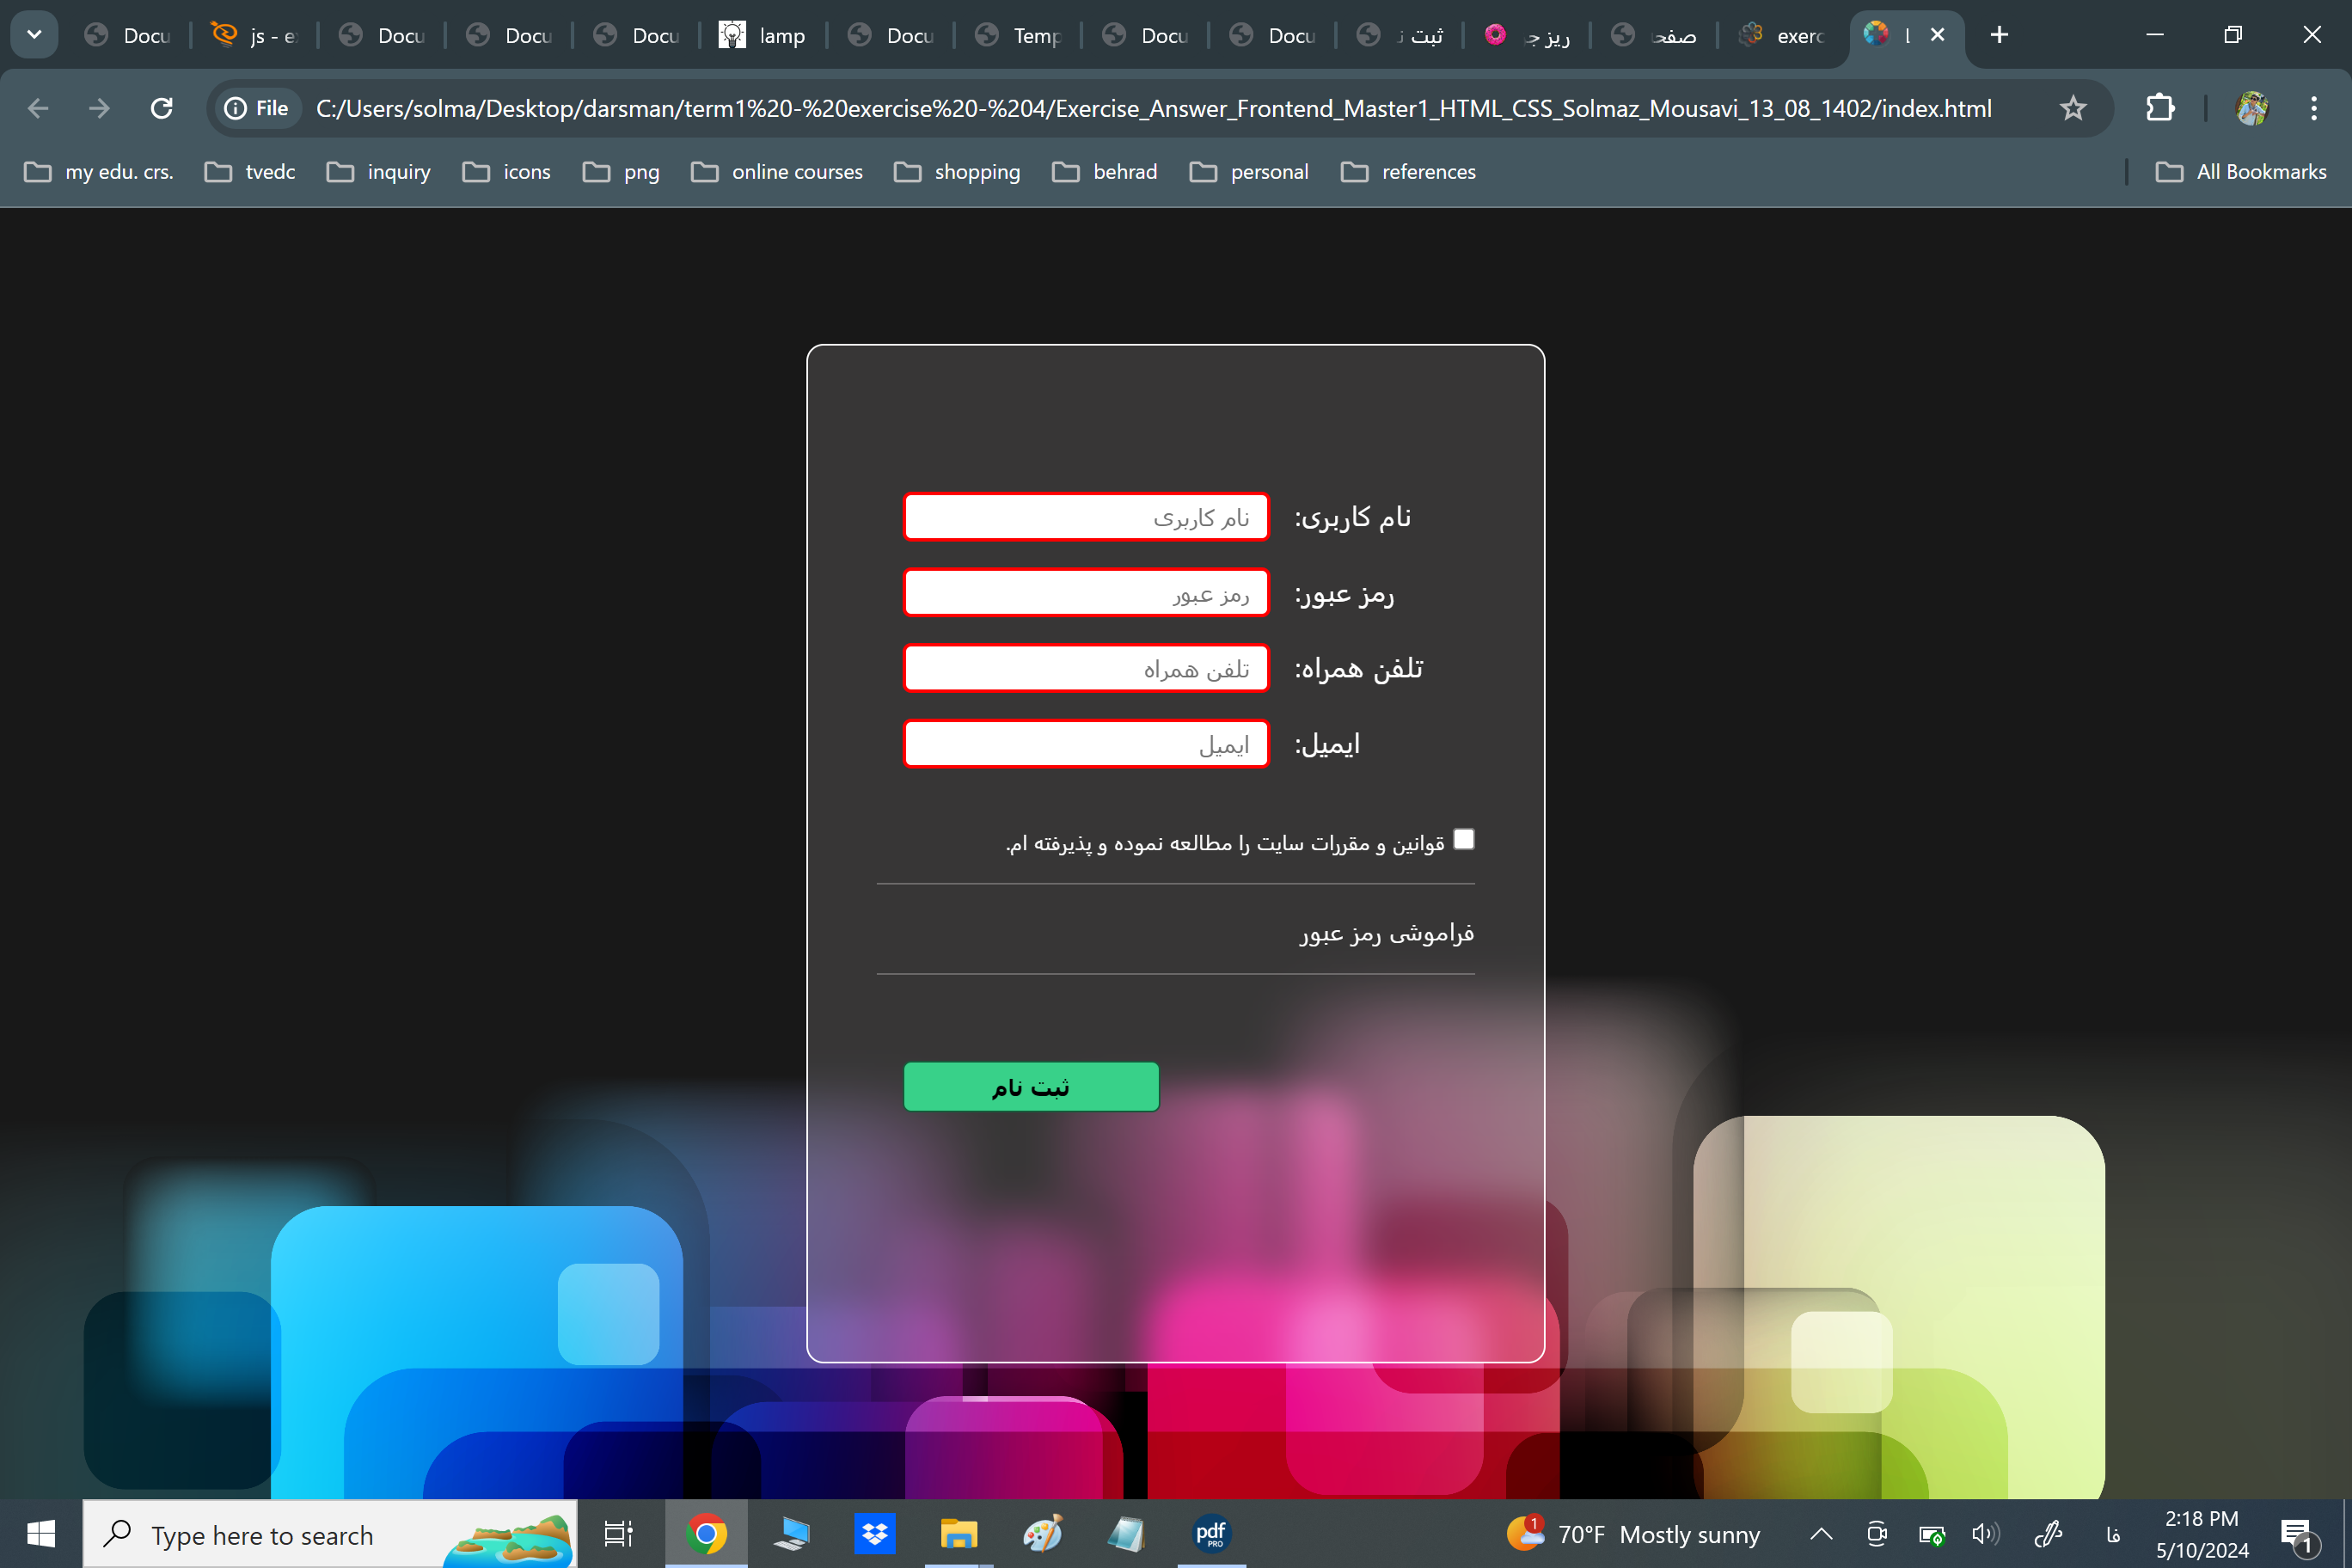 Docu
js - e
Docu
Docu
Docu
lamp
Docu
Temp
Docu
Docu
ثبت ن
ریز ج
صفح
exerc
File
C:/Users/solma/Desktop/darsman/term1%20-%20exercise%20-%204/Exercise_Answer_Frontend_Master1_HTML_CSS_Solmaz_Mousavi_13_08_1402/index.html
my edu. crs.
tvedc
inquiry
icons
png
online courses
shopping
behrad
personal
references
All Bookmarks
نام کاربری:
نام کاربری
رمز عبور:
رمز عبور
تلفن همراه:
تلفن همراه
ایمیل:
ایمیل
قوانین و مقررات سایت را مطالعه نموده و پذیرفته ام.
فراموشی رمز عبور
ثبت نام
Type here to search
pdf
PRO
1
70°F Mostly sunny
فا
2:18 PM
5/10/2024
1